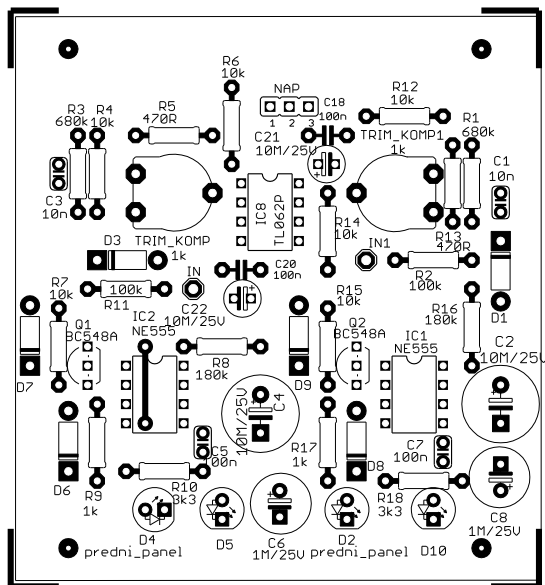 R6
10k
NAP
R12
10k
C18
100n
1 2 3
R3
680k
R4
10k
R5
470R
C21
10M/25V
TRIM_KOMP1
1k
R1
680k
C1
10n
C3
10n
IC8
TL062P
R14
10k
R13
470R
D3
TRIM_KOMP
1k
IN1
R2
100k
C20
100n
IN
100k
R11
R7
10k
C22
10M/25V
R15
10k
R16
180k
D1
Q1
BC548A
IC2
NE555
Q2
BC548A
IC1
NE555
C2
10M/25V
R8
180k
D7
D9
10M/25V
C4
C5
100n
R17
1k
C7
100n
D8
D6
R9
1k
R10
3k3
R18
3k3
C8
1M/25V
D4
D5
C6
1M/25V
D2
D10
predni_panel
predni_panel